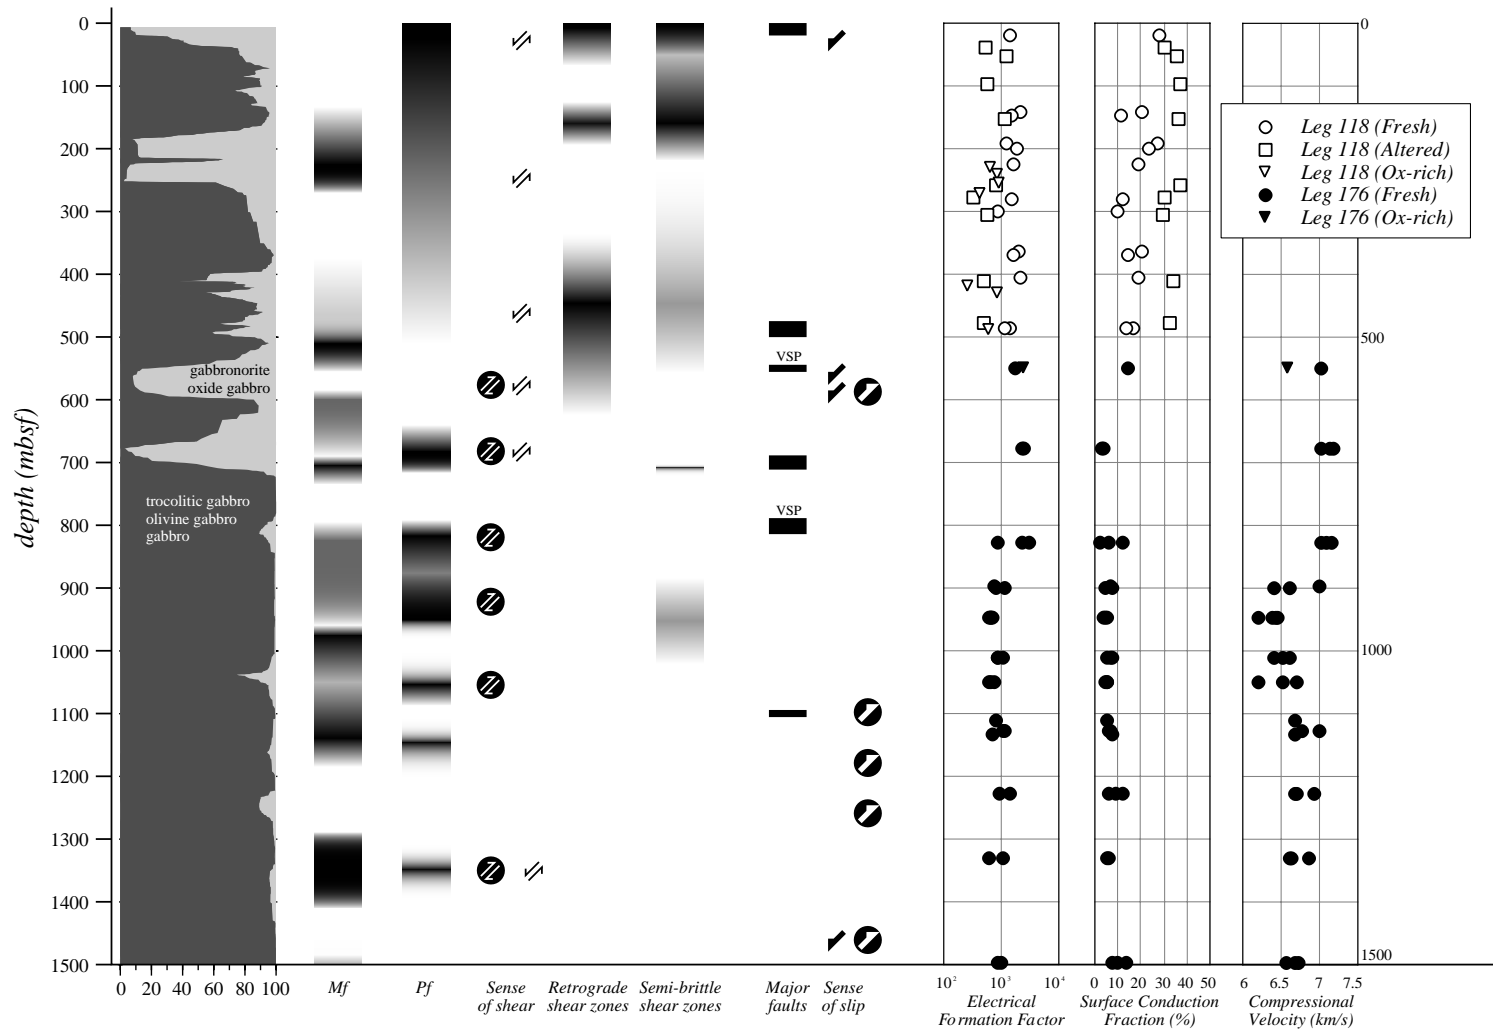 0
100
200
300
400
500
600
700
800
900
1000
1100
1200
1300
1400
1500
depth (mbsf)
gabbronorite
oxide gabbro
trocolitic gabbro
olivine gabbro
gabbro
VSP
VSP
Leg 118 (Fresh)
Leg 118 (Altered)
Leg 118 (Ox-rich)
Leg 176 (Fresh)
Leg 176 (Ox-rich)
0
500
1000
1500
0 20 40 60 80 100
Mf
Pf
Sense
of shear
Retrograde
shear zones
Semi-brittle
shear zones
Major
faults
Sense
of slip
10² 10³ 10⁴
Electrical
Formation Factor
0 10 20 30 40 50
Surface Conduction
Fraction (%)
6 6.5 7 7.5
Compressional
Velocity (km/s)